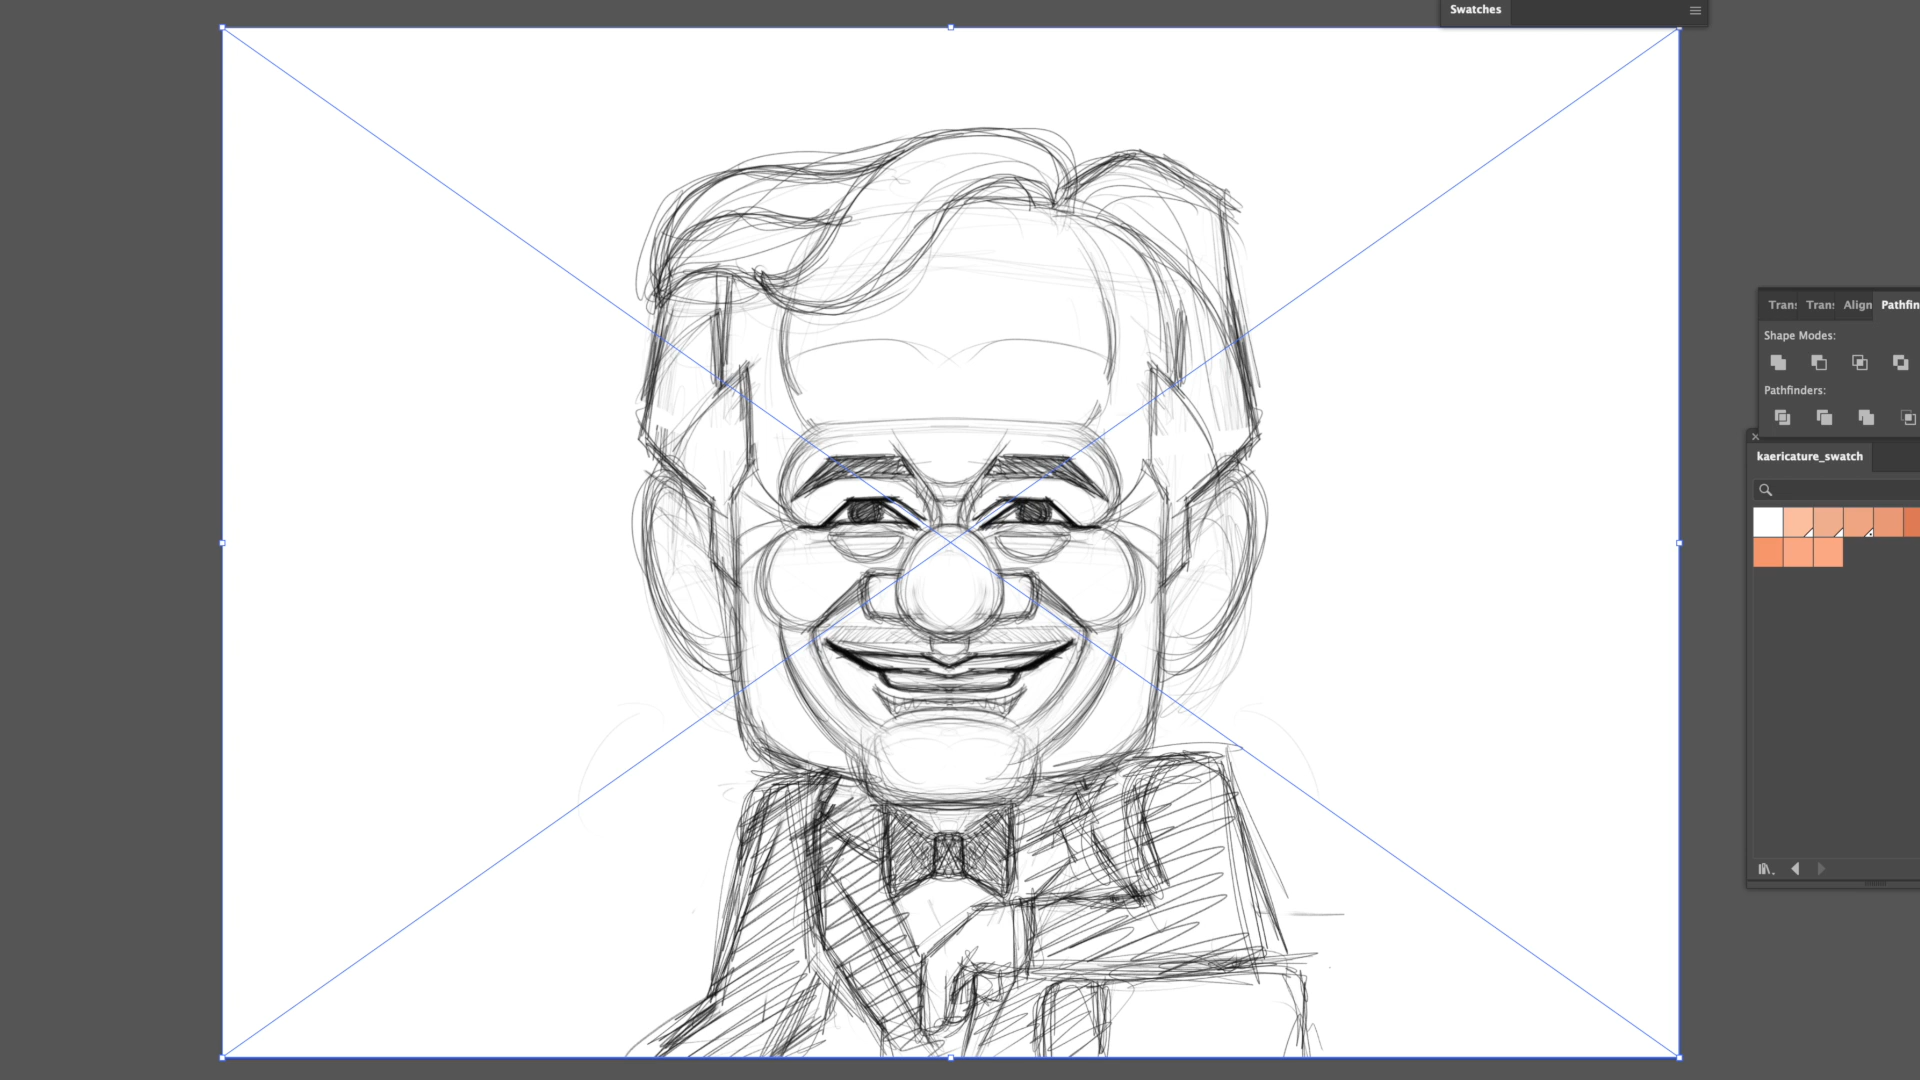 Swatches
Tran
Tran
Align
Pathfin
Shape Modes:
Pathfinders:
kaericature_swatch